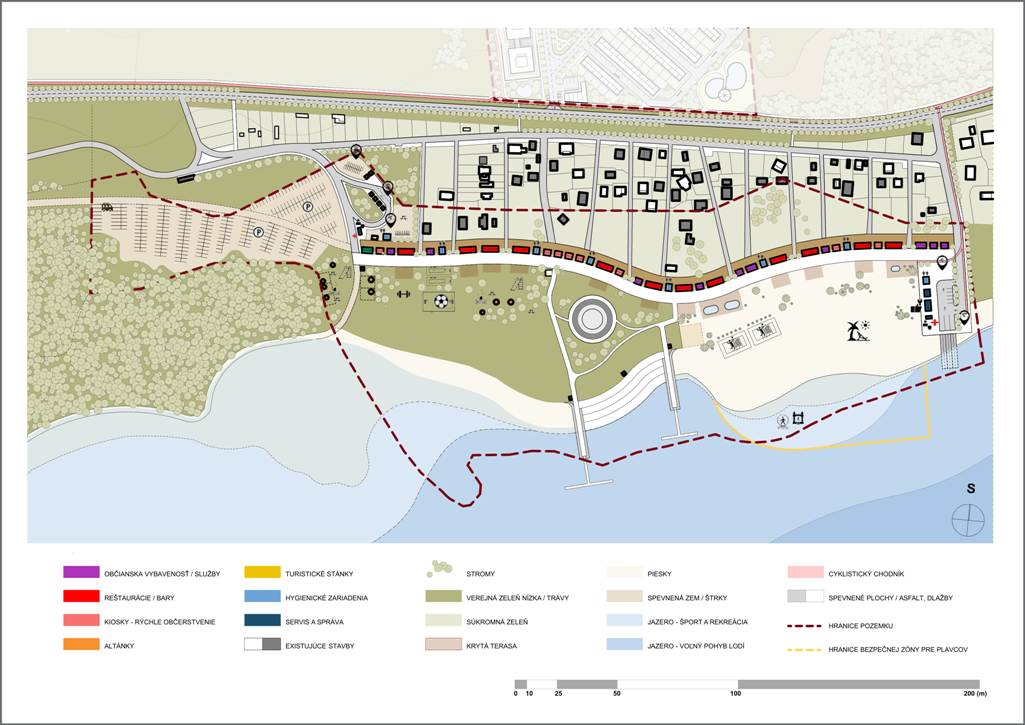 P
P
S
OBČIANSKA VYBAVENOSŤ / SLUŽBY
REŠTAURÁCIE / BARY
KIOSKY - RÝCHLE OBČERSTVENIE
ALTÁNKY
TURISTICKÉ STÁNKY
HYGIENICKÉ ZARIADENIA
SERVIS A SPRÁVA
EXISTUJÚCE STAVBY
STROMY
VEREJNÁ ZELEŇ NÍZKA / TRÁVY
SÚKROMNÁ ZELEŇ
KRYTÁ TERASA
PIESKY
SPEVNENÁ ZEM / ŠTRKY
JAZERO - ŠPORT A REKREÁCIA
JAZERO - VOĽNÝ POHYB LODÍ
CYKLISTICKÝ CHODNÍK
SPEVNENÉ PLOCHY / ASFALT, DLAŽBY
HRANICE POZEMKU
HRANICE BEZPEČNEJ ZÓNY PRE PLAVCOV
0 10 25 50 100 200 (m)